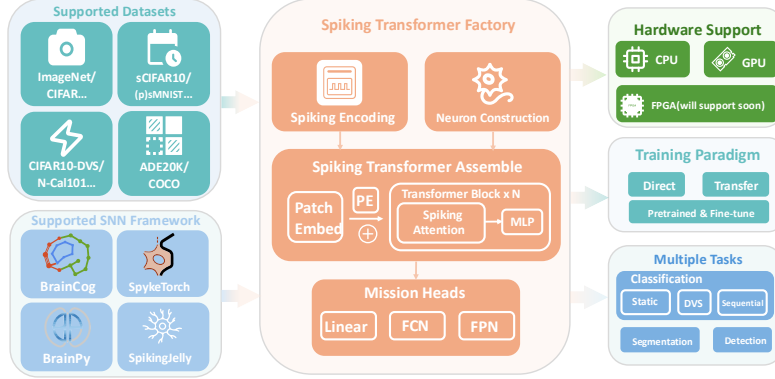 Supported Datasets
ImageNet/
CIFAR...
sCIFAR10/
(p)sMNIST...
CIFAR10-DVS/
N-Cal101...
ADE20K/
COCO
Supported SNN Framework
BrainCog
SpykeTorch
BrainPy
SpikingJelly
Spiking Transformer Factory
Spiking Encoding
Neuron Construction
Spiking Transformer Assemble
Patch
Embed
PE
Transformer Block x N
Spiking
Attention
MLP
Mission Heads
Linear
FCN
FPN
Hardware Support
CPU
GPU
FPGA(will support soon)
Training Paradigm
Direct
Transfer
Pretrained & Fine-tune
Multiple Tasks
Classification
Static
DVS
Sequential
Segmentation
Detection